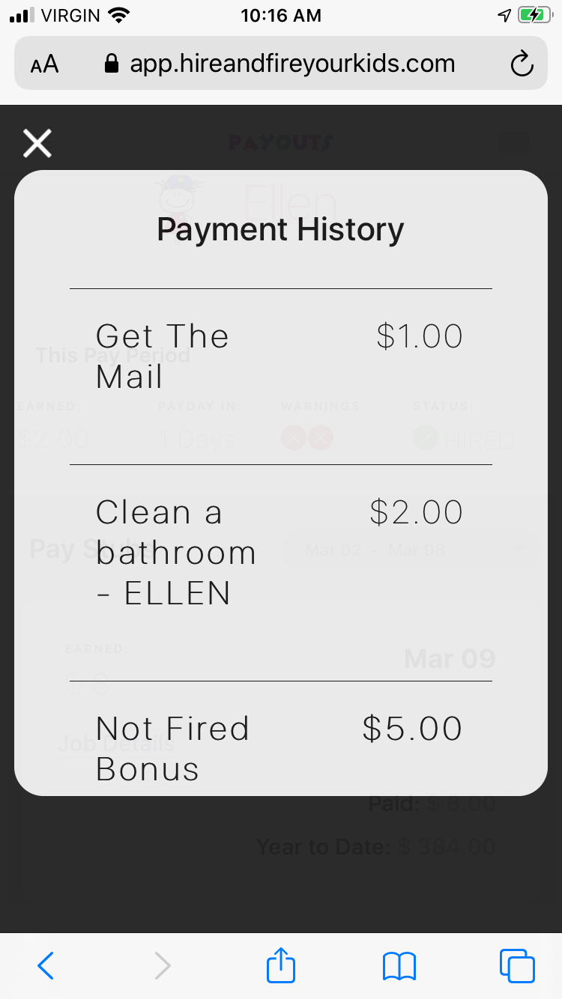 VIRGIN 10:16 AM
AA app.hireandfireyourkids.com
PAYOUTS
Ellen
Payment History
Get The $1.00
This Pay Period
Mail
EARNED: PAYDAY IN: WARNINGS: STATUS:
$2.00 1 Days HIRED
Clean a $2.00
Pay Stubs Mar 02 - Mar 08
bathroom
- ELLEN
EARNED: Mar 09
$ 8
Not Fired $5.00
Job Details
Bonus
Paid: $ 8.00
Year to Date: $ 384.00